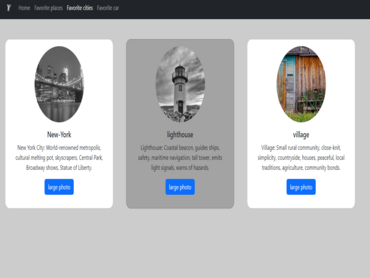 Y Home Favorite places Favorite cities Favorite car
New-York
New York City: World-renowned metropolis,
cultural melting pot, skyscrapers, Central Park,
Broadway shows, Statue of Liberty.
large photo
lighthouse
Lighthouse: Coastal beacon, guides ships,
safety, maritime navigation, tall tower, emits
light signals, warns of hazards.
large photo
village
Village: Small rural community, close-knit,
simplicity, countryside, houses, peaceful, local
traditions, agriculture, community bonds.
large photo